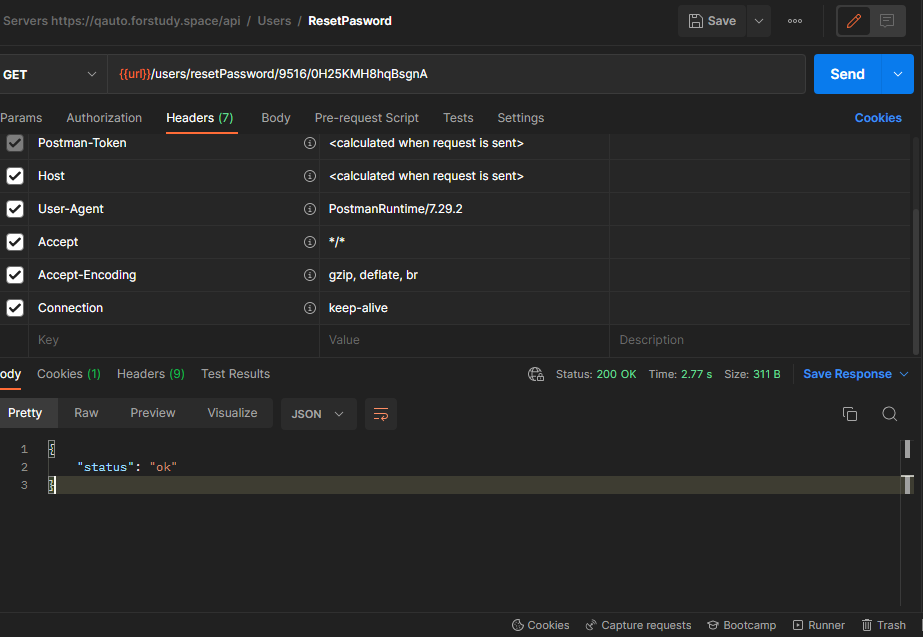 Servers https://qauto.forstudy.space/api / Users / ResetPasword Save
GET {{url}}/users/resetPassword/9516/0H25KMH8hqBsgnA Send
Params Authorization Headers (7) Body Pre-request Script Tests Settings Cookies
Postman-Token <calculated when request is sent>
Host <calculated when request is sent>
User-Agent PostmanRuntime/7.29.2
Accept */*
Accept-Encoding gzip, deflate, br
Connection keep-alive
Key Value Description
ody Cookies (1) Headers (9) Test Results Status: 200 OK Time: 2.77 s Size: 311 B Save Response
Pretty Raw Preview Visualize JSON
1 {
2 "status": "ok"
3 }
Cookies Capture requests Bootcamp Runner Trash